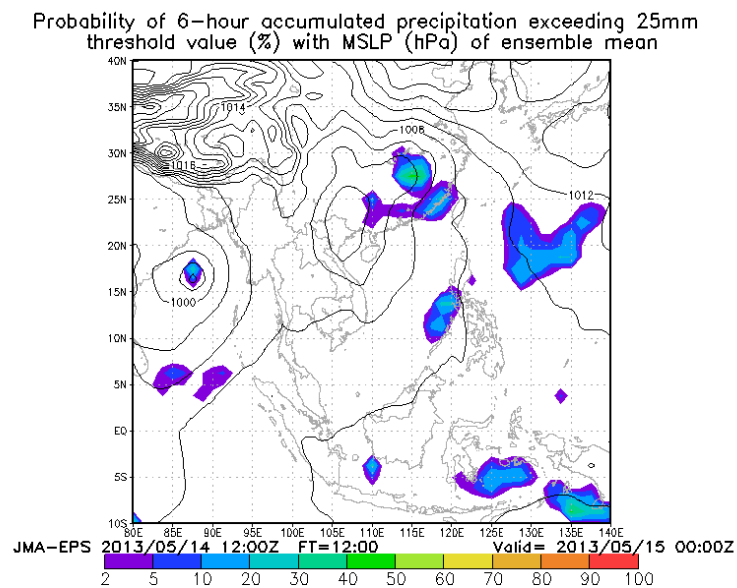 Probability of 6-hour accumulated precipitation exceeding 25mm
threshold value (%) with MSLP (hPa) of ensemble mean
40N
35N
1014
1008
30N
1016
25N
1012
20N
15N
1000
10N
5N
EQ
5S
10S
80E 85E 90E 95E 100E 105E 110E 115E 120E 125E 130E 135E 140E
JMA-EPS 2013/05/14 12:00Z FT=12:00 Valid= 2013/05/15 00:00Z
2 5 10 20 30 40 50 60 70 80 90 100